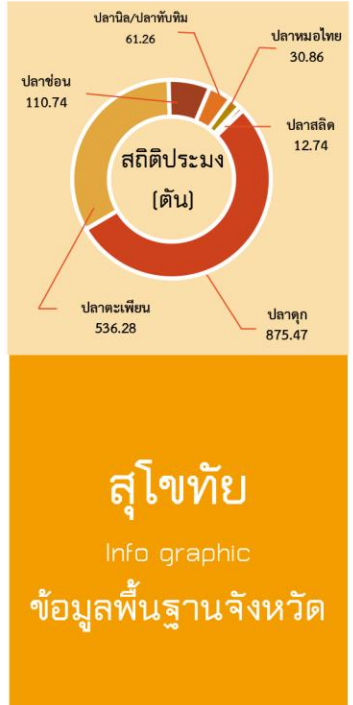 ปลานิล/ปลาทับทิม
61.26
ปลาหมอไทย
30.86
ปลาช่อน
110.74
ปลาสลิด
12.74
สถิติประมง
(ตัน)
ปลาตะเพียน
536.28
ปลาดุก
875.47
สุโขทัย
Info graphic
ข้อมูลพื้นฐานจังหวัด